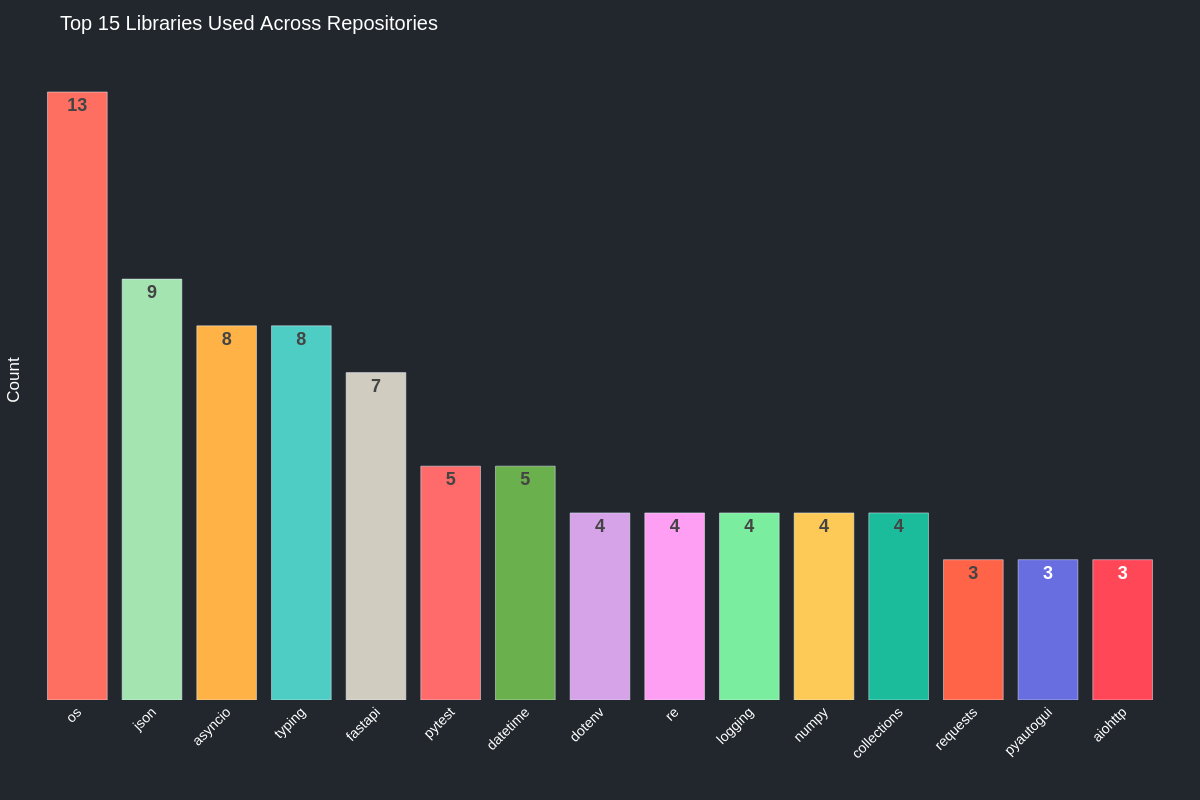 Top 15 Libraries Used Across Repositories
Count
13
9
8
8
7
5
5
4
4
4
4
4
3
3
3
os
json
asyncio
typing
fastapi
pytest
datetime
dotenv
re
logging
numpy
collections
requests
pyautogui
aiohttp